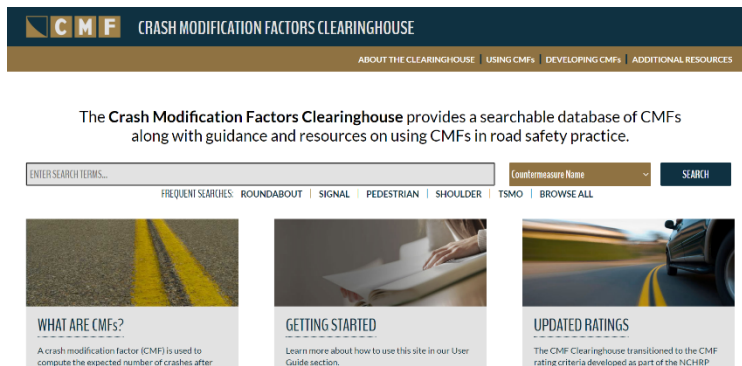 CMF CRASH MODIFICATION FACTORS CLEARINGHOUSE
ABOUT THE CLEARINGHOUSE | USING CMFs | DEVELOPING CMFs | ADDITIONAL RESOURCES
The Crash Modification Factors Clearinghouse provides a searchable database of CMFs
along with guidance and resources on using CMFs in road safety practice.
ENTER SEARCH TERMS... Countermeasure Name SEARCH
FREQUENT SEARCHES: ROUNDABOUT | SIGNAL | PEDESTRIAN | SHOULDER | TSMO | BROWSE ALL
WHAT ARE CMFs?
A crash modification factor (CMF) is used to
compute the expected number of crashes after
GETTING STARTED
Learn more about how to use this site in our User
Guide section.
UPDATED RATINGS
The CMF Clearinghouse transitioned to the CMF
rating criteria developed as part of the NCHRP